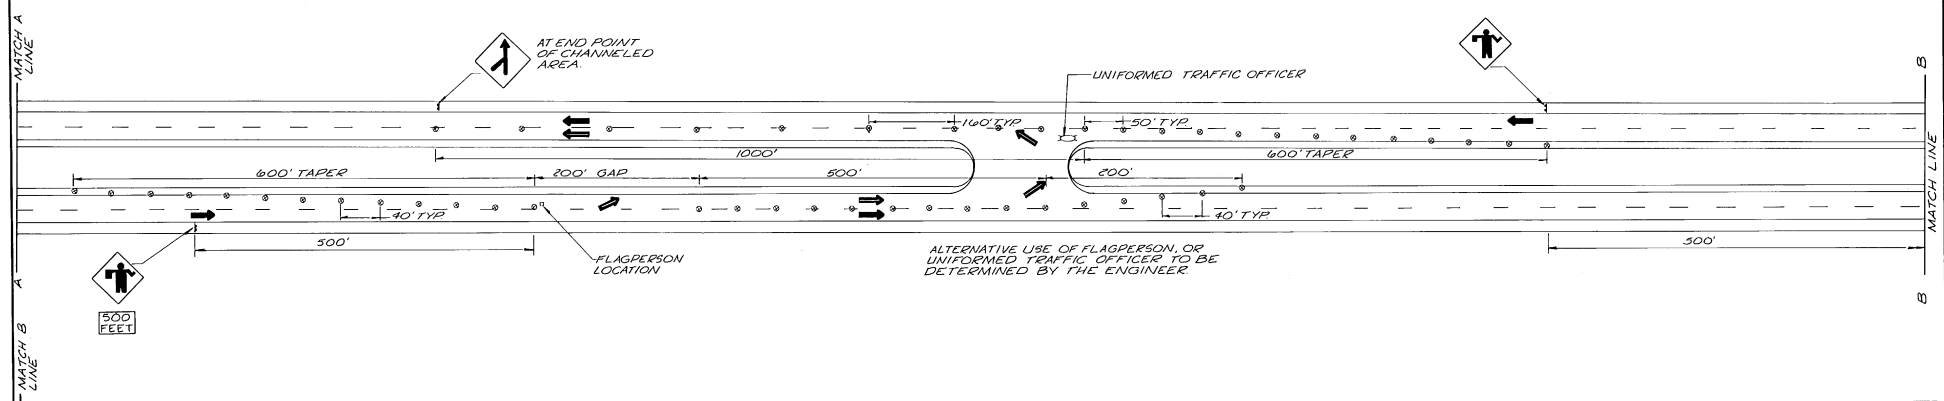 MATCH A
LINE
AT END POINT
OF CHANNELED
AREA.
UNIFORMED TRAFFIC OFFICER
B
160' TYP.
50' TYP.
1000'
600' TAPER
MATCH LINE
600' TAPER
200' GAP
500'
200'
40' TYP.
40' TYP.
500'
500'
FLAGPERSON
LOCATION
ALTERNATIVE USE OF FLAGPERSON, OR
UNIFORMED TRAFFIC OFFICER TO BE
DETERMINED BY THE ENGINEER.
A
B
500
FEET
MATCH B
LINE